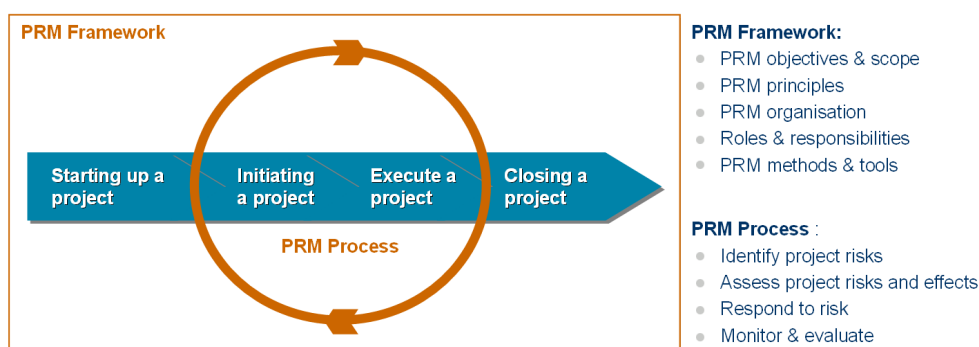 PRM Framework
Starting up a
project
Initiating
a project
Execute a
project
Closing a
project
PRM Process
PRM Framework:
PRM objectives & scope
PRM principles
PRM organisation
Roles & responsibilities
PRM methods & tools
PRM Process :
Identify project risks
Assess project risks and effects
Respond to risk
Monitor & evaluate